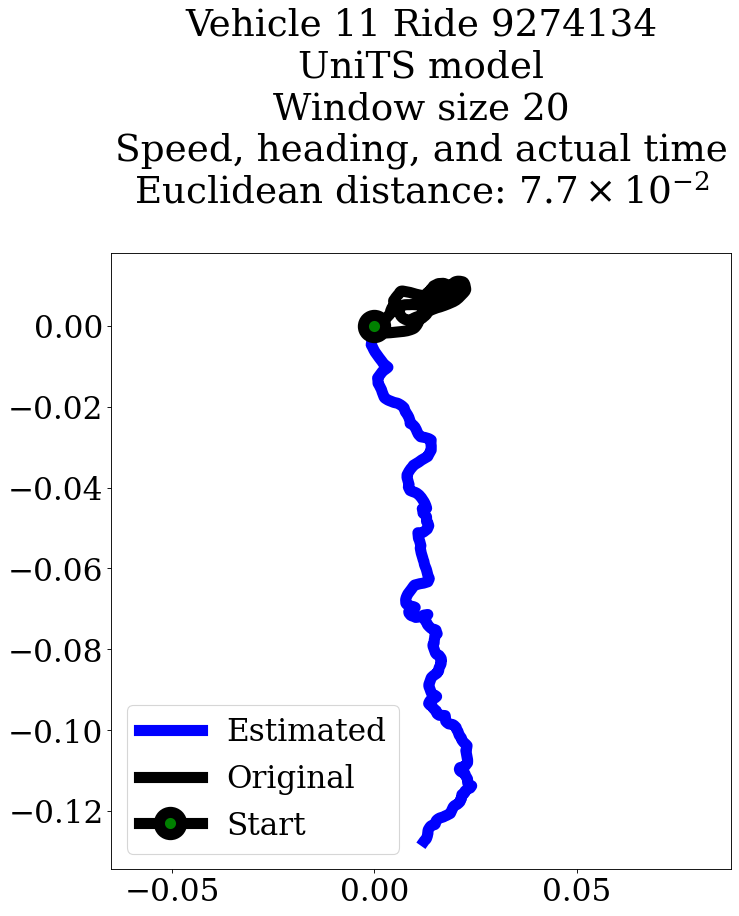 Vehicle 11 Ride 9274134
UniTS model
Window size 20
Speed, heading, and actual time
Euclidean distance: 7.7 × 10⁻²
0.00
−0.02
−0.04
−0.06
−0.08
−0.10
−0.12
Estimated
Original
Start
−0.05 0.00 0.05